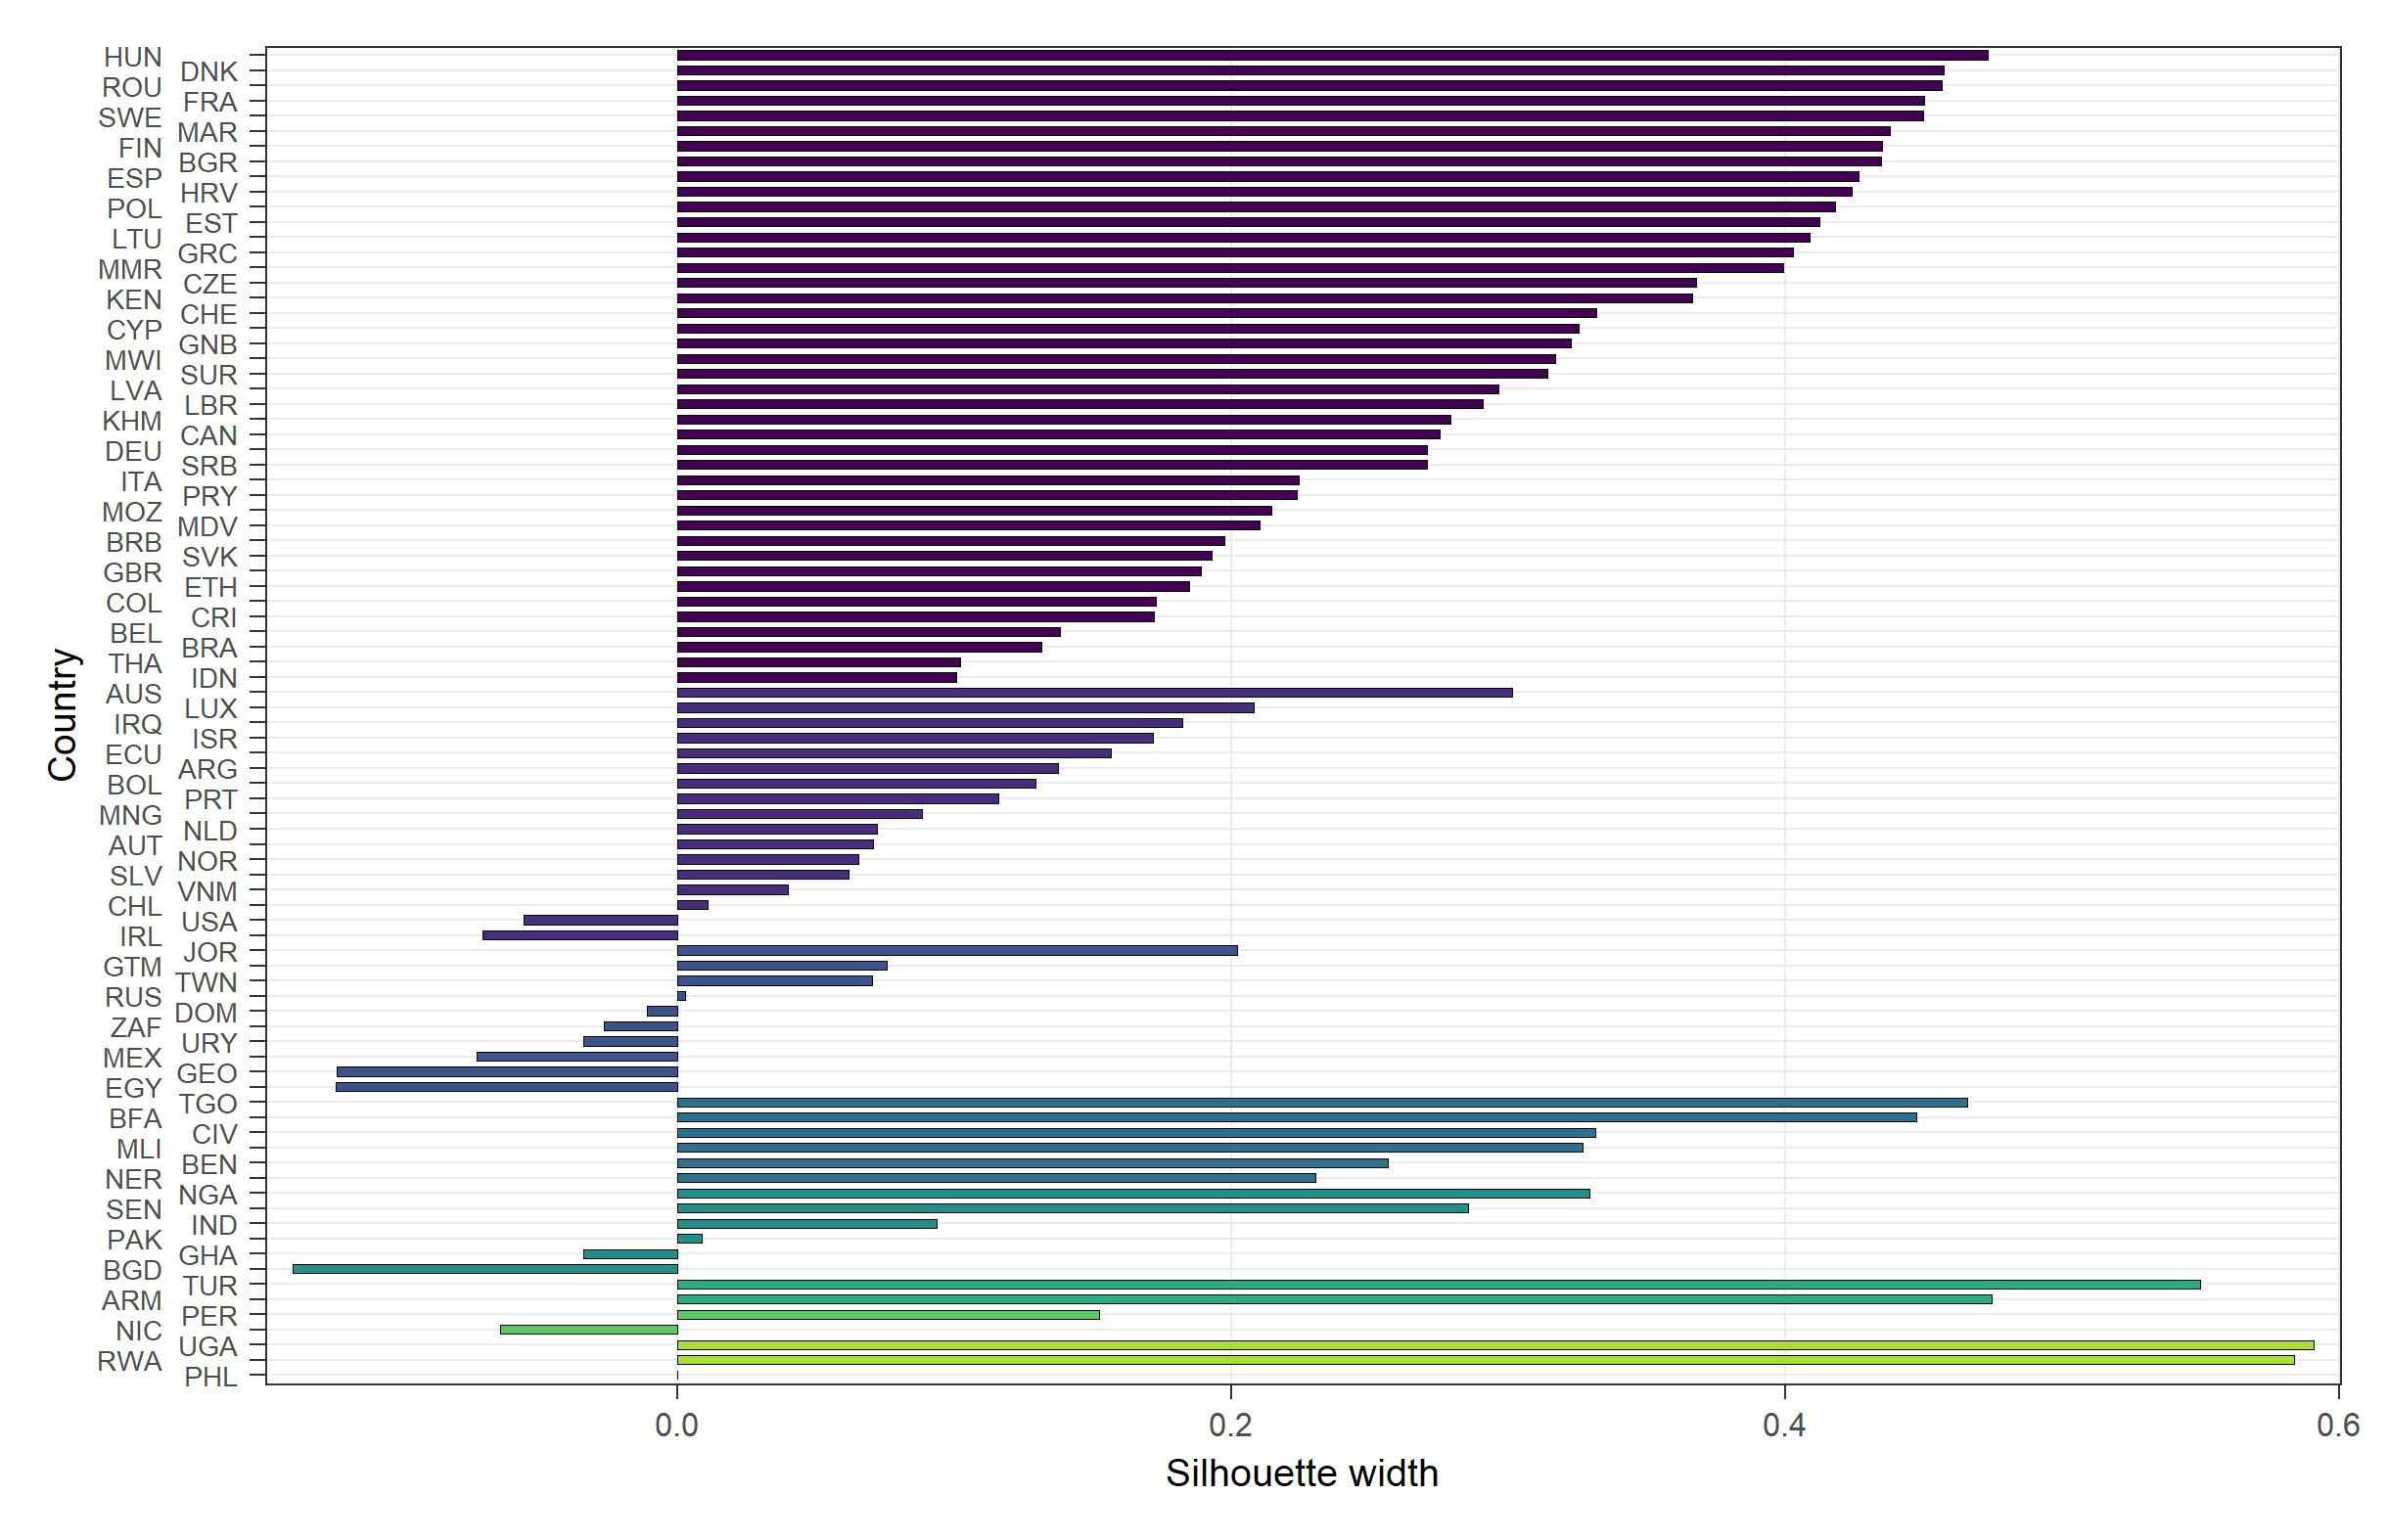 HUN
DNK
ROU
FRA
SWE
MAR
FIN
BGR
ESP
HRV
POL
EST
LTU
GRC
MMR
CZE
KEN
CHE
CYP
GNB
MWI
SUR
LVA
LBR
KHM
CAN
DEU
SRB
ITA
PRY
MOZ
MDV
BRB
SVK
GBR
ETH
COL
CRI
BEL
BRA
THA
IDN
AUS
LUX
IRQ
ISR
ECU
ARG
BOL
PRT
MNG
NLD
AUT
NOR
SLV
VNM
CHL
USA
IRL
JOR
GTM
TWN
RUS
DOM
ZAF
URY
MEX
GEO
EGY
TGO
BFA
CIV
MLI
BEN
NER
NGA
SEN
IND
PAK
GHA
BGD
TUR
ARM
PER
NIC
UGA
RWA
PHL
Country
0.0 0.2 0.4 0.6
Silhouette width